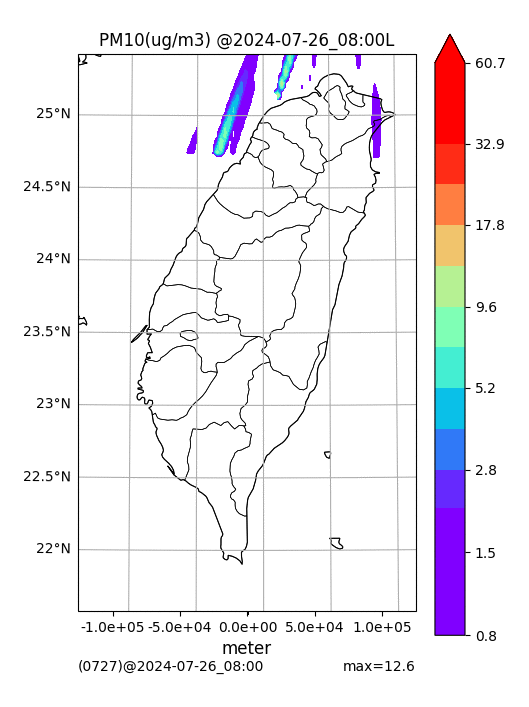 PM10(ug/m3) @2024-07-26_08:00L
60.7
32.9
17.8
9.6
5.2
2.8
1.5
0.8
25°N
24.5°N
24°N
23.5°N
23°N
22.5°N
22°N
-1.0e+05 -5.0e+04 0.0e+00 5.0e+04 1.0e+05
meter
(0727)@2024-07-26_08:00 max=12.6